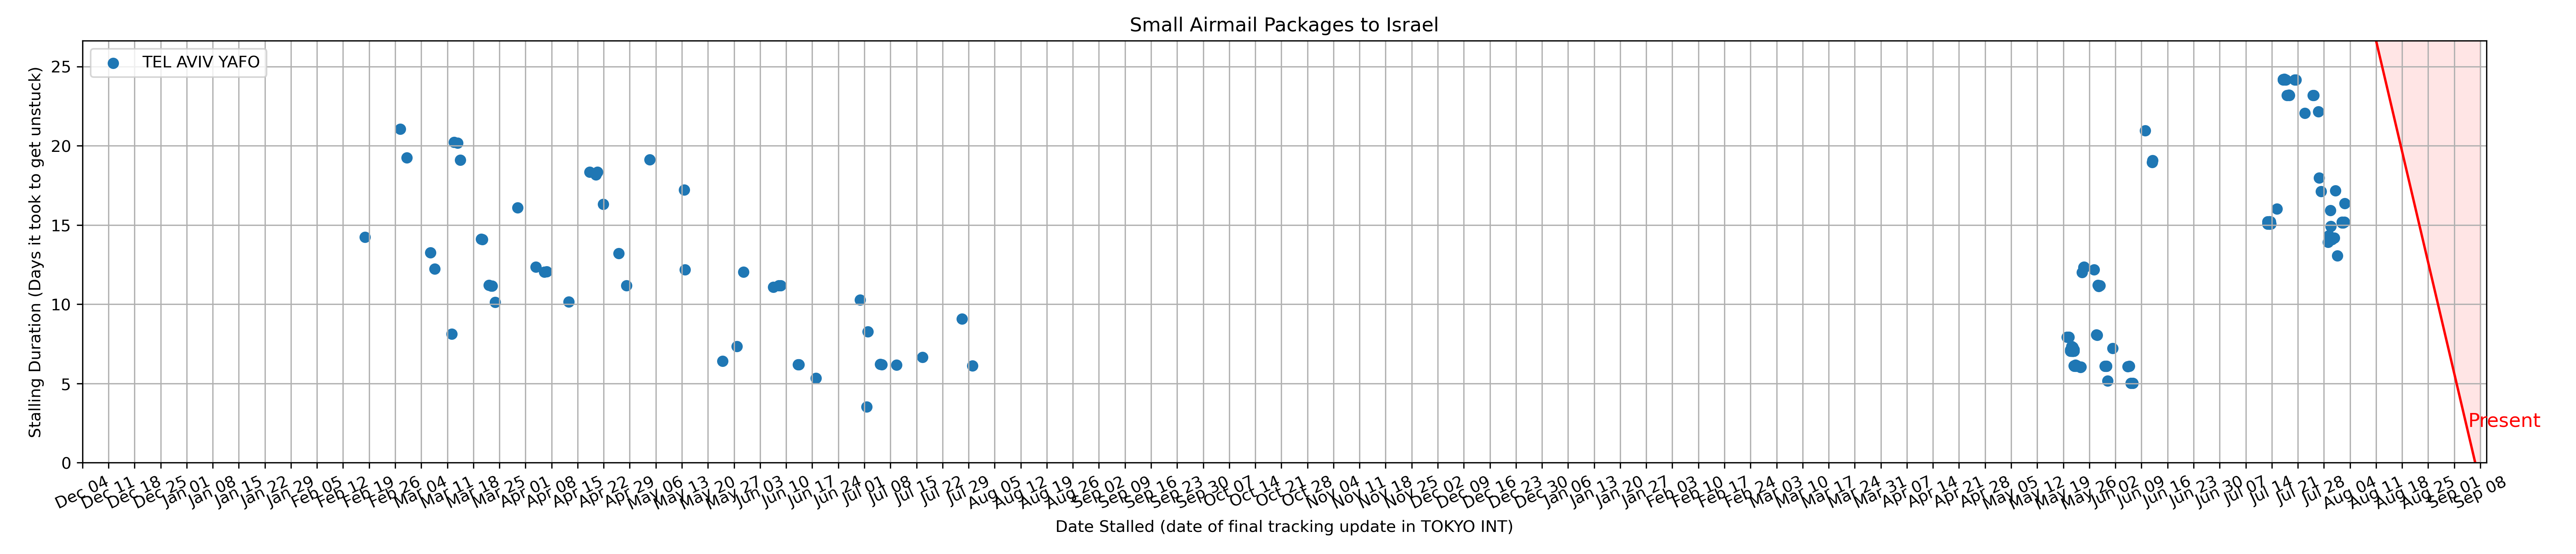 Small Airmail Packages to Israel
TEL AVIV YAFO
Stalling Duration (Days it took to get unstuck)
25
20
15
10
5
0
Present
Dec 04
Dec 11
Dec 18
Dec 25
Jan 01
Jan 08
Jan 15
Jan 22
Jan 29
Feb 05
Feb 12
Feb 19
Feb 26
Mar 04
Mar 11
Mar 18
Mar 25
Apr 01
Apr 08
Apr 15
Apr 22
Apr 29
May 06
May 13
May 20
May 27
Jun 03
Jun 10
Jun 17
Jun 24
Jul 01
Jul 08
Jul 15
Jul 22
Jul 29
Aug 05
Aug 12
Aug 19
Aug 26
Sep 02
Sep 09
Sep 16
Sep 23
Sep 30
Oct 07
Oct 14
Oct 21
Oct 28
Nov 04
Nov 11
Nov 18
Nov 25
Dec 02
Dec 09
Dec 16
Dec 23
Dec 30
Jan 06
Jan 13
Jan 20
Jan 27
Feb 03
Feb 10
Feb 17
Feb 24
Mar 03
Mar 10
Mar 17
Mar 24
Mar 31
Apr 07
Apr 14
Apr 21
Apr 28
May 05
May 12
May 19
May 26
Jun 02
Jun 09
Jun 16
Jun 23
Jun 30
Jul 07
Jul 14
Jul 21
Jul 28
Aug 04
Aug 11
Aug 18
Aug 25
Sep 01
Sep 08
Date Stalled (date of final tracking update in TOKYO INT)